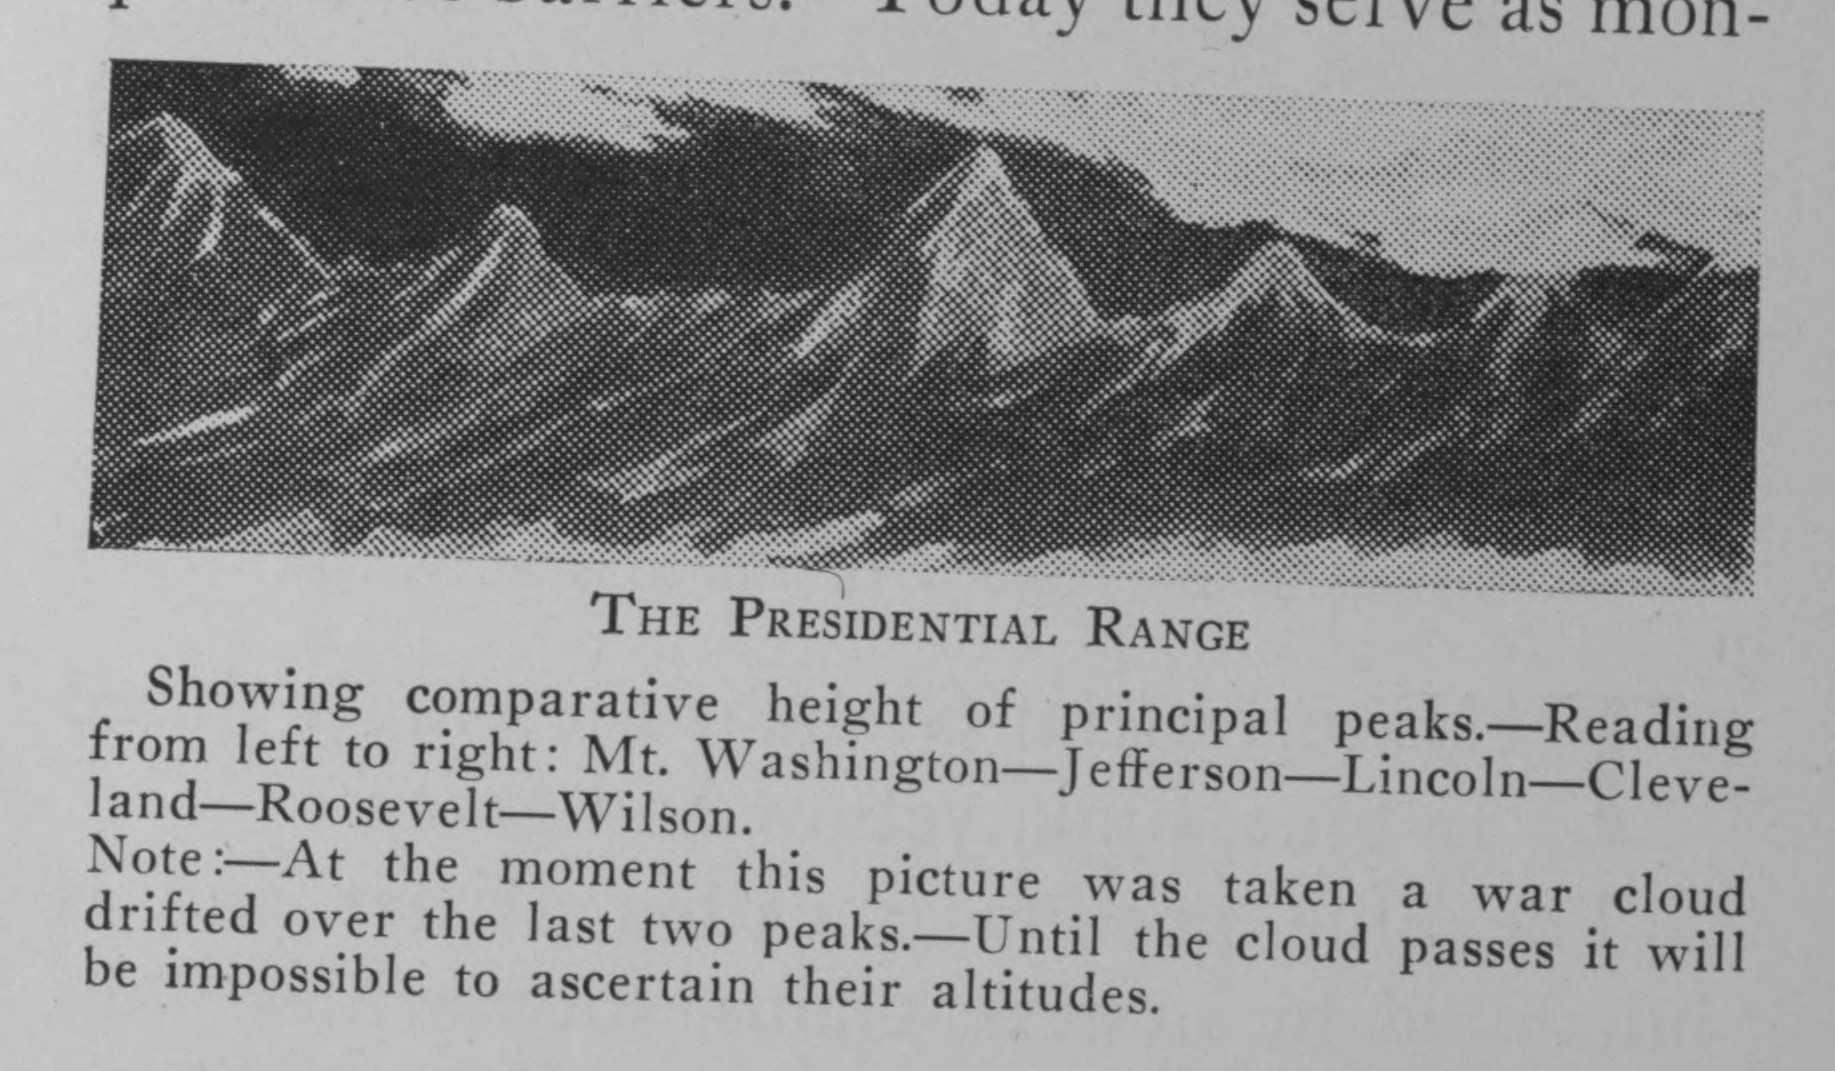 barriers. Today they serve as mon-
THE PRESIDENTIAL RANGE
Showing comparative height of principal peaks.—Reading
from left to right: Mt. Washington—Jefferson—Lincoln—Cleve-
land—Roosevelt—Wilson.
Note:—At the moment this picture was taken a war cloud
drifted over the last two peaks.—Until the cloud passes it will
be impossible to ascertain their altitudes.